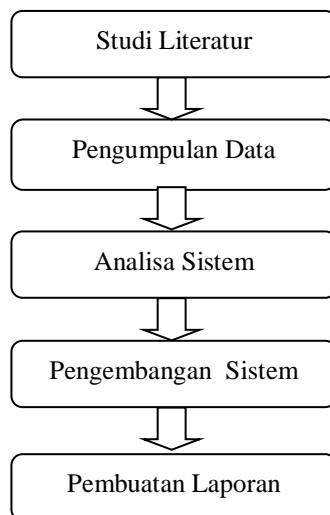 Studi Literatur
Pengumpulan Data
Analisa Sistem
Pengembangan Sistem
Pembuatan Laporan